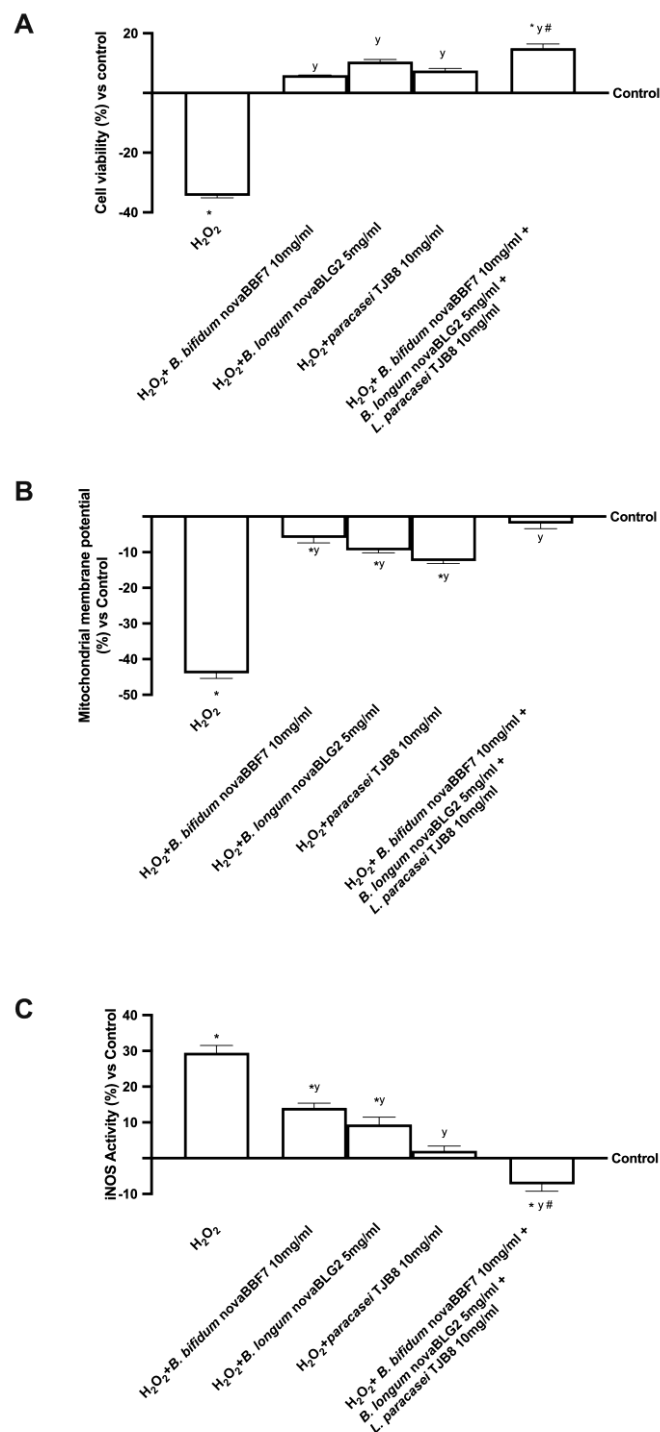 A
Cell viability (%) vs control
20
0
-20
-40
*
y
y
y
* y #
Control
H₂O₂
H₂O₂+ B. bifidum novaBBF7 10mg/ml
H₂O₂+B. longum novaBLG2 5mg/ml
H₂O₂+paracasei TJB8 10mg/ml
H₂O₂+ B. bifidum novaBBF7 10mg/ml +
B. longum novaBLG2 5mg/ml +
L. paracasei TJB8 10mg/ml
B
Mitochondrial membrane potential
(%) vs Control
-10
-20
-30
-40
-50
*
*y
*y
*y
y
Control
H₂O₂
H₂O₂+B. bifidum novaBBF7 10mg/ml
H₂O₂+B. longum novaBLG2 5mg/ml
H₂O₂+paracasei TJB8 10mg/ml
H₂O₂+ B. bifidum novaBBF7 10mg/ml +
B. longum novaBLG2 5mg/ml +
L. paracasei TJB8 10mg/ml
C
iNOS Activity (%) vs Control
40
30
20
10
0
-10
*
*y
*y
y
* y #
Control
H₂O₂
H₂O₂+B. bifidum novaBBF7 10mg/ml
H₂O₂+B. longum novaBLG2 5mg/ml
H₂O₂+paracasei TJB8 10mg/ml
H₂O₂+ B. bifidum novaBBF7 10mg/ml +
B. longum novaBLG2 5mg/ml +
L. paracasei TJB8 10mg/ml